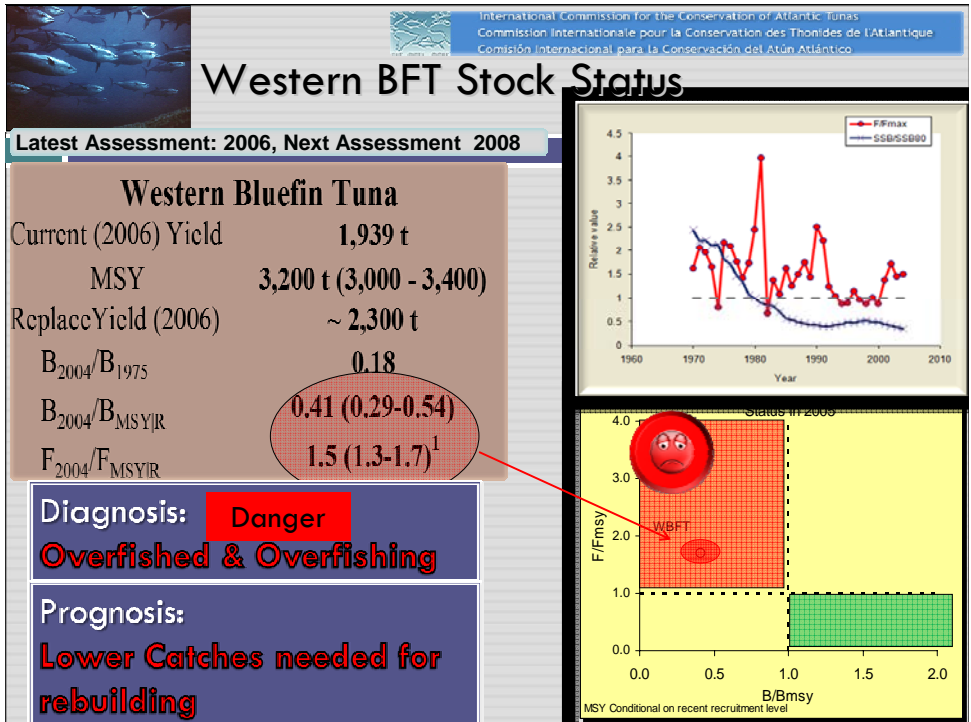 International Commission for the Conservation of Atlantic Tunas
Commission Internationale pour la Conservation des Thonides de l'Atlantique
Comisión Internacional para la Conservación del Atún Atlántico
Western BFT Stock Status
Latest Assessment: 2006, Next Assessment 2008
Western Bluefin Tuna
Current (2006) Yield 1,939 t
MSY 3,200 t (3,000 - 3,400)
ReplaceYield (2006) ~ 2,300 t
B2004/B1975 0.18
B2004/BMSY|R 0.41 (0.29-0.54)
F2004/FMSY|R 1.5 (1.3-1.7)1
Diagnosis: Danger
Overfished & Overfishing
Prognosis:
Lower Catches needed for
rebuilding
F/Fmax
SSB/SSB80
4.5
4
3.5
3
2.5
2
1.5
1
0.5
0
Relative value
1960 1970 1980 1990 2000 2010
Year
Status in 2005
4.0
3.0
2.0
1.0
0.0
F/Fmsy
WBFT
0.0 0.5 1.0 1.5 2.0
B/Bmsy
MSY Conditional on recent recruitment level